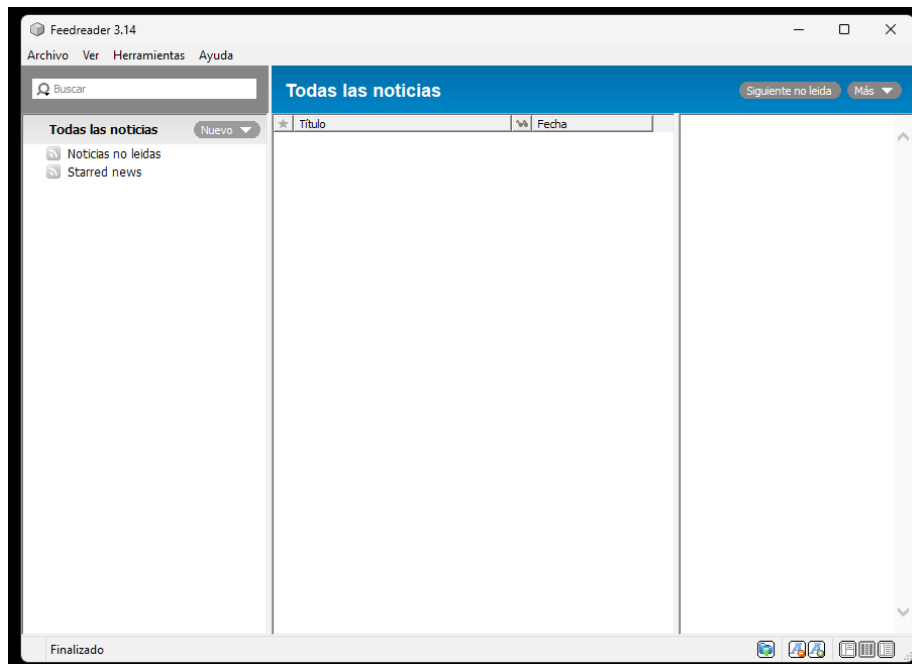 Feedreader 3.14
Archivo Ver Herramientas Ayuda
Buscar
Todas las noticias
Siguiente no leida
Más
Todas las noticias
Nuevo
Título
Fecha
Noticias no leidas
Starred news
Finalizado